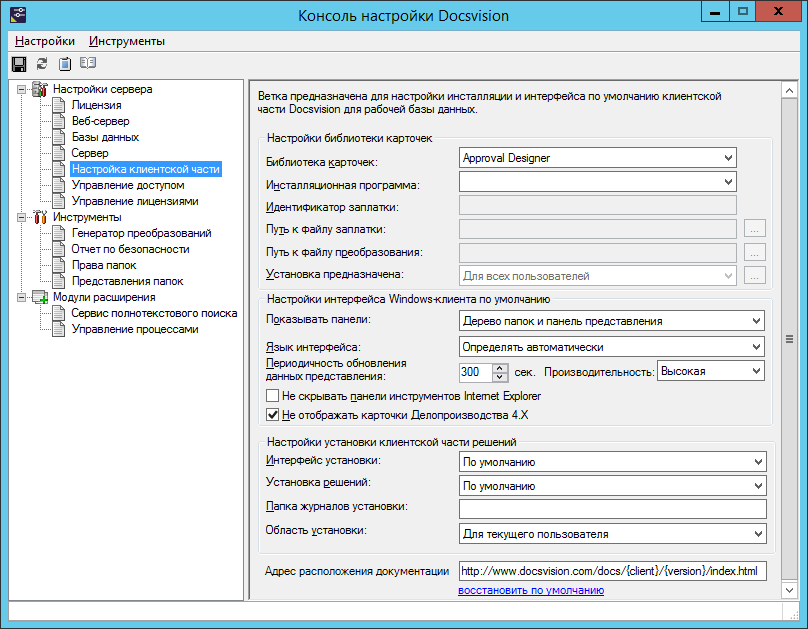 Консоль настройки Docsvision
Настройки Инструменты
Настройки сервера
Лицензия
Веб-сервер
Базы данных
Сервер
Настройка клиентской части
Управление доступом
Управление лицензиями
Инструменты
Генератор преобразований
Отчет по безопасности
Права папок
Представления папок
Модули расширения
Сервис полнотекстового поиска
Управление процессами
Ветка предназначена для настройки инсталляции и интерфейса по умолчанию клиентской
части Docsvision для рабочей базы данных.
Настройки библиотеки карточек
Библиотека карточек: Approval Designer
Инсталляционная программа:
Идентификатор заплатки:
Путь к файлу заплатки: ...
Путь к файлу преобразования: ...
Установка предназначена: Для всех пользователей ...
Настройки интерфейса Windows-клиента по умолчанию
Показывать панели: Дерево папок и панель представления
Язык интерфейса: Определять автоматически
Периодичность обновления
данных представления: 300 сек. Производительность: Высокая
Не скрывать панели инструментов Internet Explorer
Не отображать карточки Делопроизводства 4.X
Настройки установки клиентской части решений
Интерфейс установки: По умолчанию
Установка решений: По умолчанию
Папка журналов установки:
Область установки: Для текущего пользователя
Адрес расположения документации http://www.docsvision.com/docs/{client}/{version}/index.html
восстановить по умолчанию